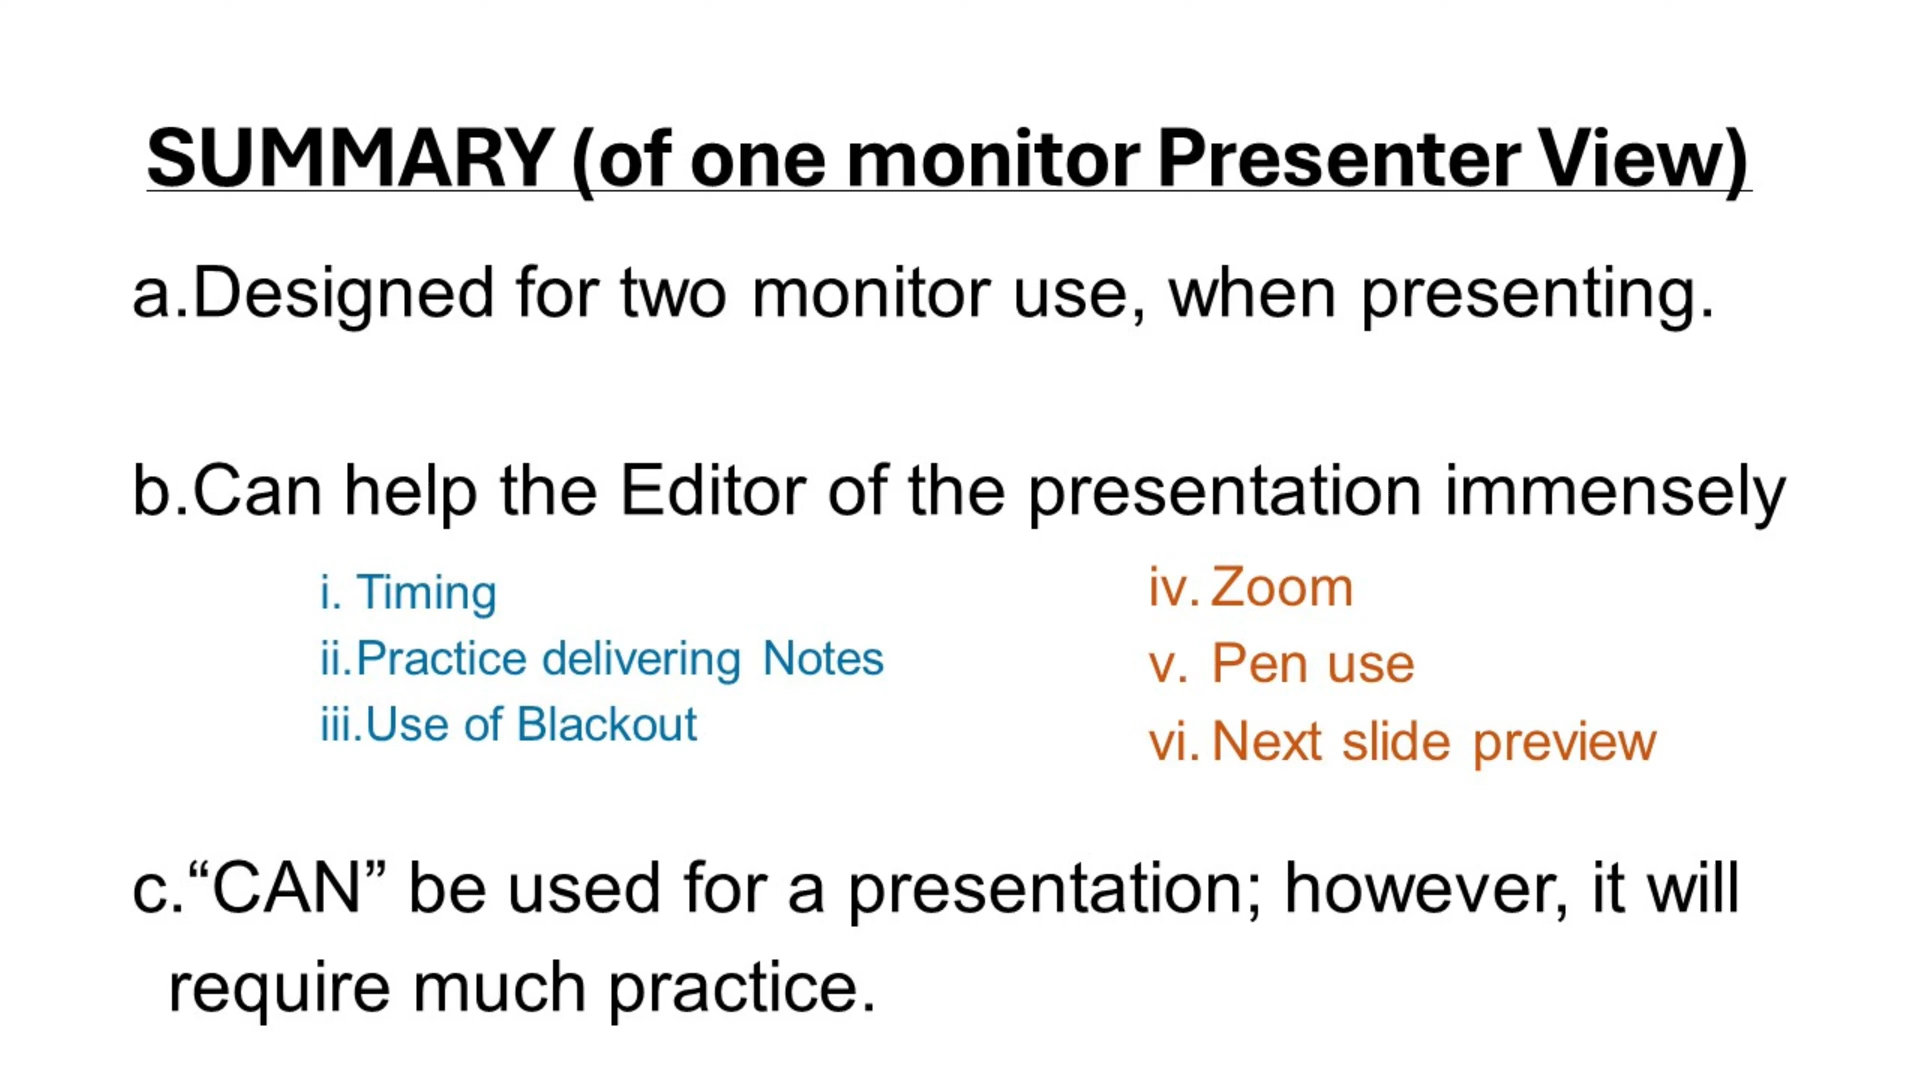 SUMMARY (of one monitor Presenter View)
a.Designed for two monitor use, when presenting.
b.Can help the Editor of the presentation immensely
i. Timing
ii.Practice delivering Notes
iii.Use of Blackout
iv. Zoom
v. Pen use
vi. Next slide preview
c.“CAN” be used for a presentation; however, it will
require much practice.